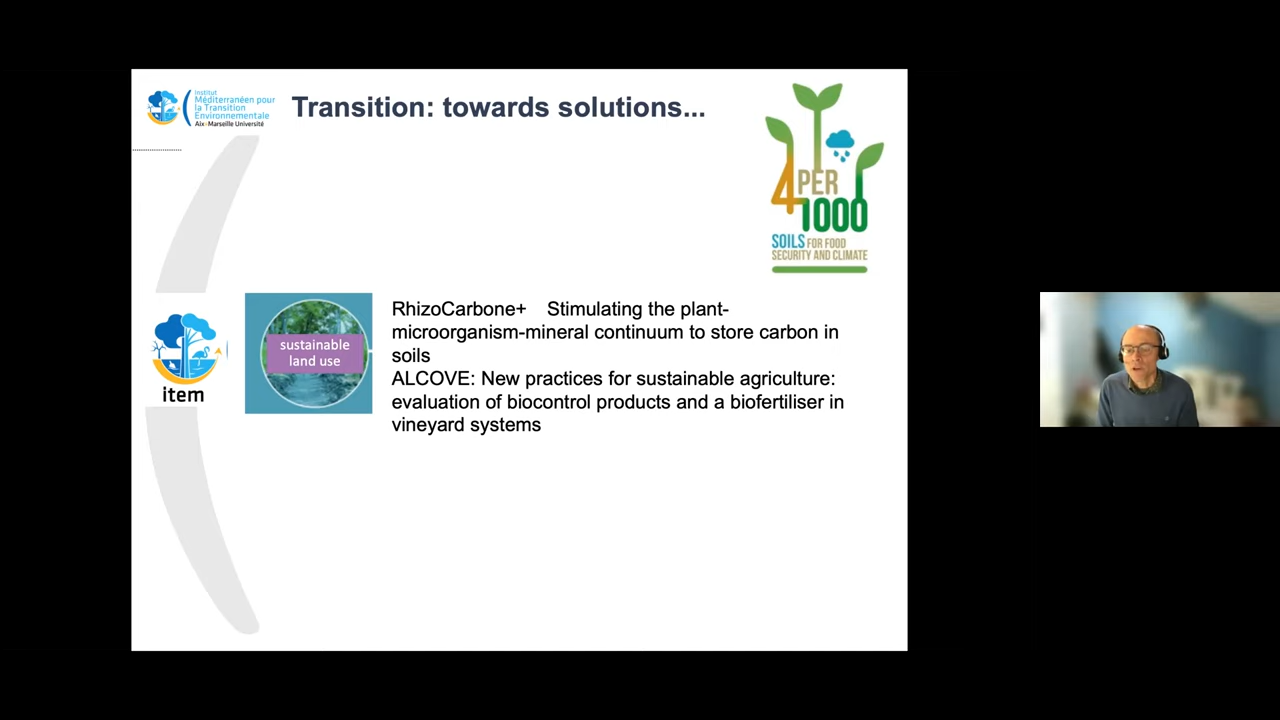 Institut
Méditerranéen pour
la Transition
Environnementale
Aix-Marseille Université
Transition: towards solutions...
4 PER
1000
SOILS FOR FOOD
SECURITY AND CLIMATE
sustainable
land use
item
RhizoCarbone+ Stimulating the plant-
microorganism-mineral continuum to store carbon in
soils
ALCOVE: New practices for sustainable agriculture:
evaluation of biocontrol products and a biofertiliser in
vineyard systems